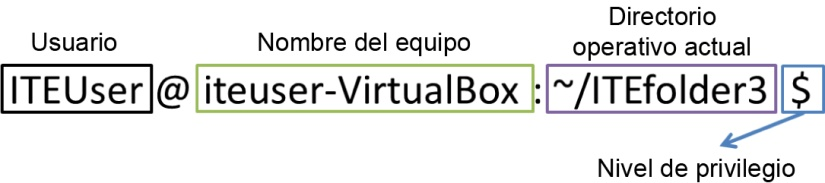 Usuario
Nombre del equipo
Directorio
operativo actual
ITEUser@ iteuser-VirtualBox : ~/ITEfolder3 $
Nivel de privilegio